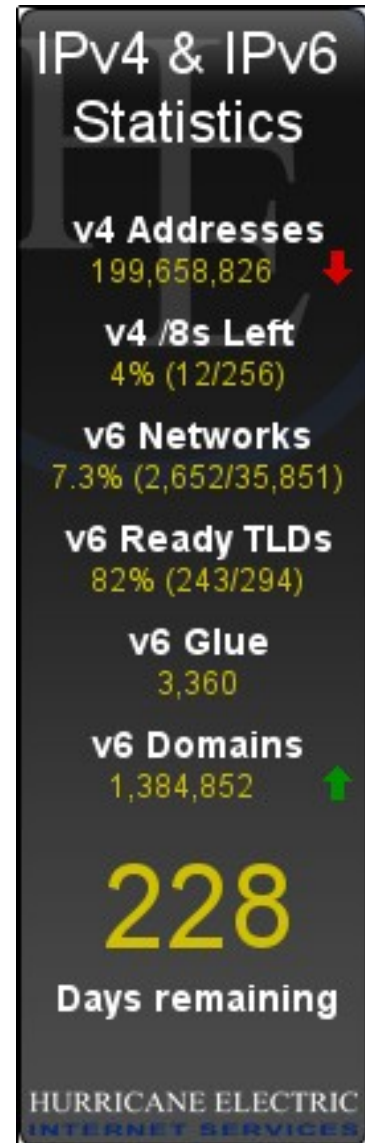 IPv4 & IPv6
Statistics
v4 Addresses
199,658,826
v4 /8s Left
4% (12/256)
v6 Networks
7.3% (2,652/35,851)
v6 Ready TLDs
82% (243/294)
v6 Glue
3,360
v6 Domains
1,384,852
228
Days remaining
HURRICANE ELECTRIC
INTERNET SERVICES